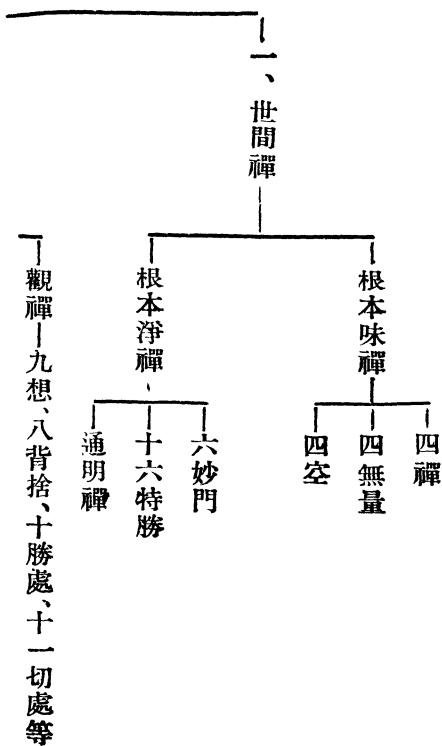 一、世間禪
根本味禪
四禪
四無量
四空
根本淨禪
六妙門
十六特勝
通明禪
觀禪—九想、八背捨、十勝處、十一切處等